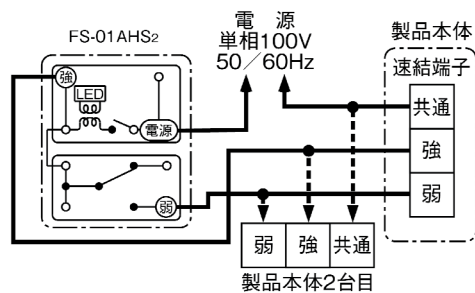 FS-01AHS2
電源
単相100V
50／60Hz
製品本体
速結端子
強
LED
電源
弱
共通
強
弱
弱 強 共通
製品本体2台目